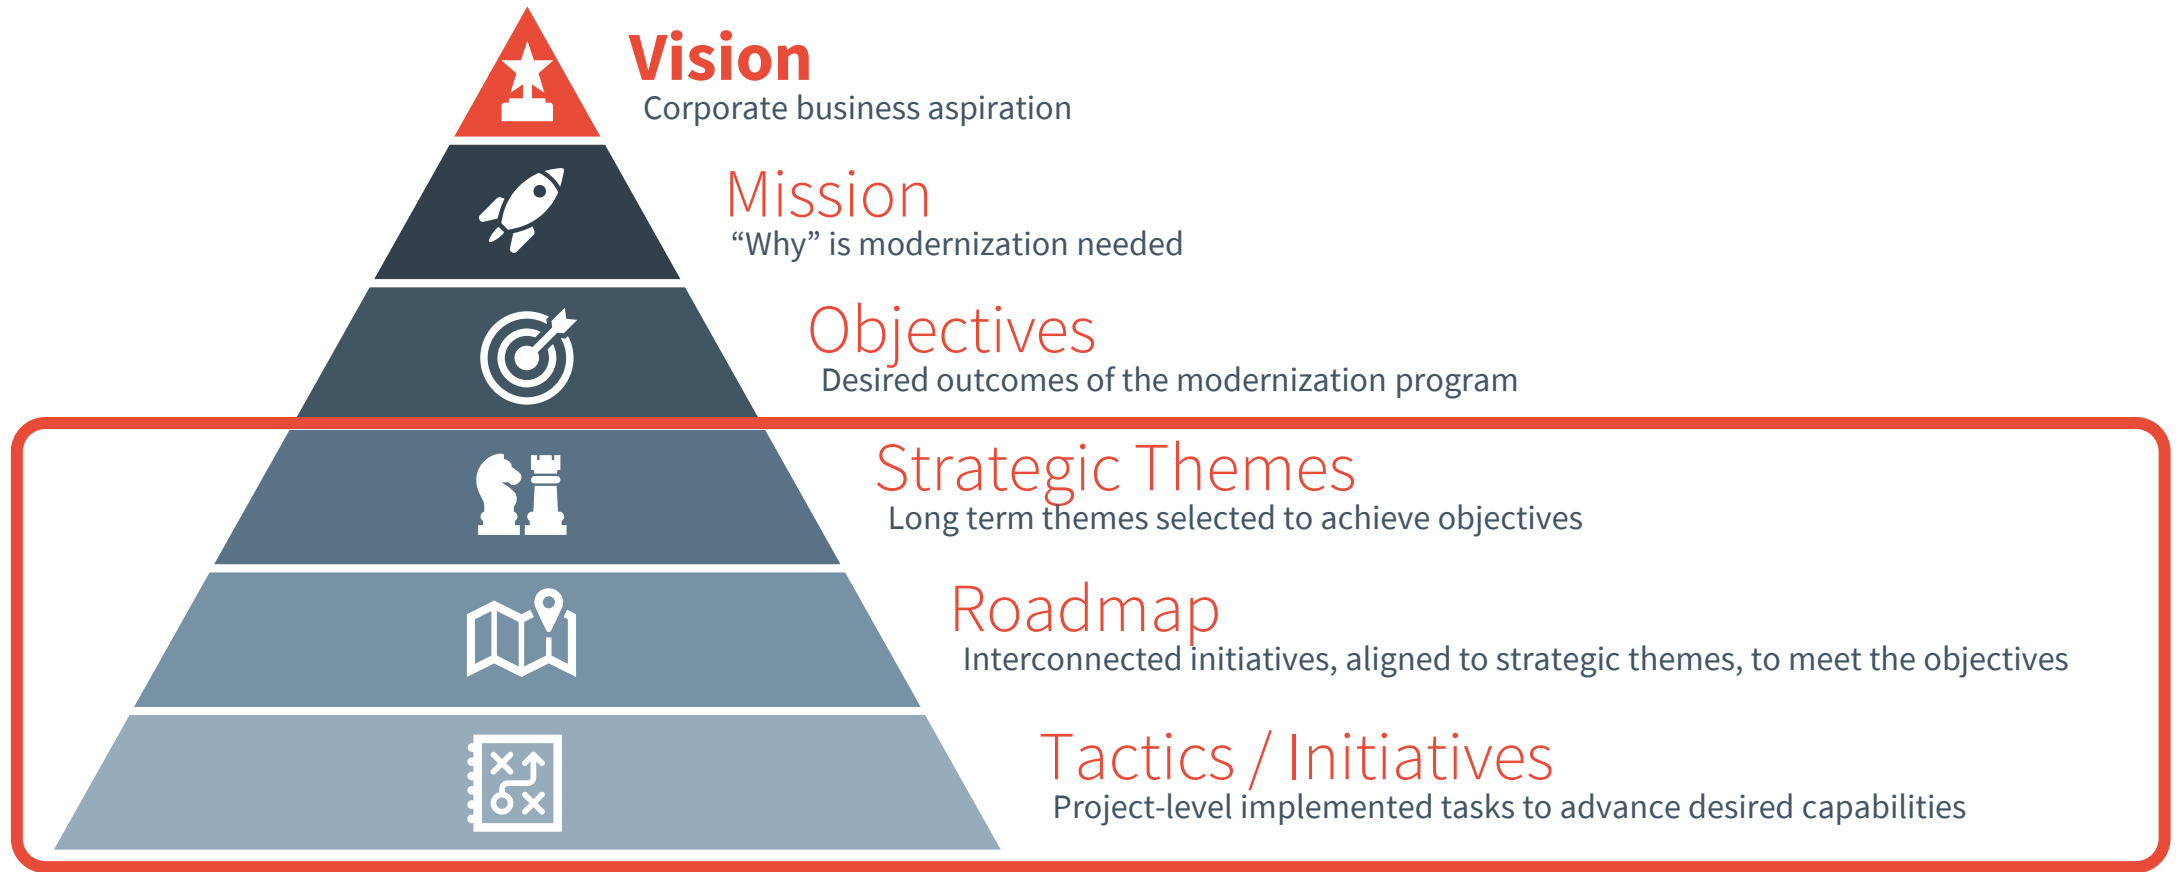 Vision
Corporate business aspiration
Mission
“Why” is modernization needed
Objectives
Desired outcomes of the modernization program
Strategic Themes
Long term themes selected to achieve objectives
Roadmap
Interconnected initiatives, aligned to strategic themes, to meet the objectives
Tactics / Initiatives
Project-level implemented tasks to advance desired capabilities